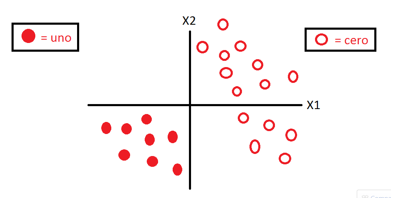 X2
= uno
= cero
X1